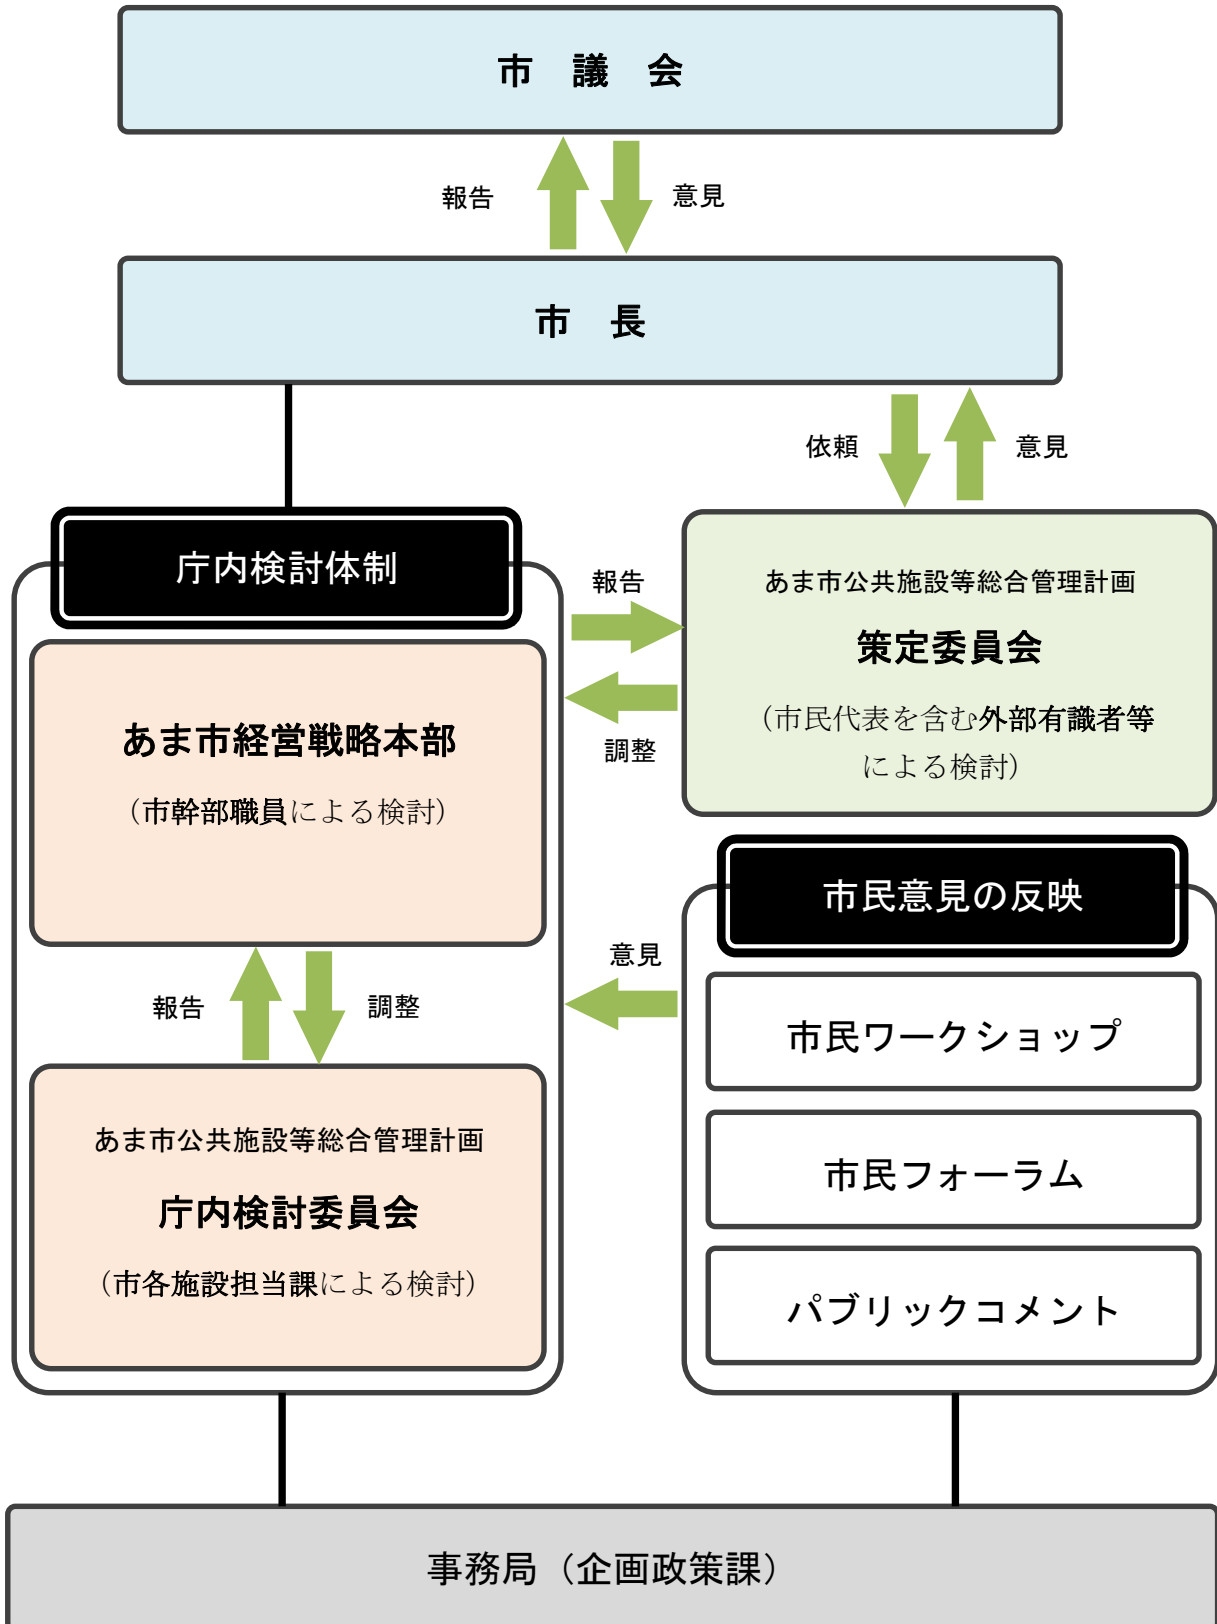 市　議　会
報告
意見
市　長
依頼
意見
庁内検討体制
あま市経営戦略本部
（市幹部職員による検討）
報告
調整
あま市公共施設等総合管理計画
庁内検討委員会
（市各施設担当課による検討）
報告
調整
あま市公共施設等総合管理計画
策定委員会
（市民代表を含む外部有識者等
による検討）
意見
市民意見の反映
市民ワークショップ
市民フォーラム
パブリックコメント
事務局（企画政策課）